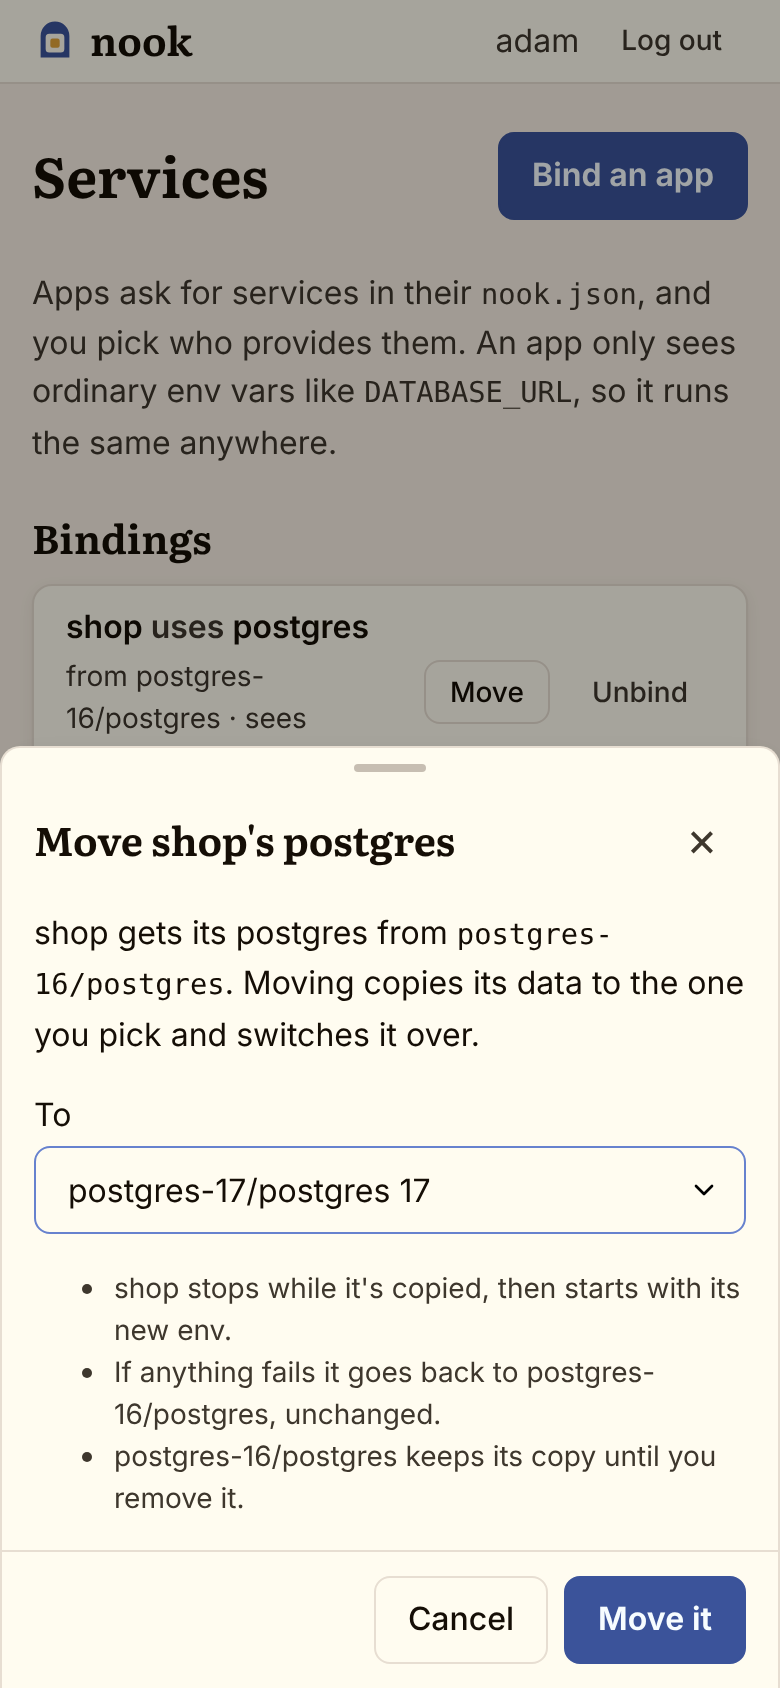 nook
adam
Log out
Services
Bind an app
Apps ask for services in their nook.json, and
you pick who provides them. An app only sees
ordinary env vars like DATABASE_URL, so it runs
the same anywhere.
Bindings
shop uses postgres
from postgres-
16/postgres · sees
Move
Unbind
Move shop's postgres
shop gets its postgres from postgres-
16/postgres. Moving copies its data to the one
you pick and switches it over.
To
postgres-17/postgres 17
• shop stops while it's copied, then starts with its
new env.
• If anything fails it goes back to postgres-
16/postgres, unchanged.
• postgres-16/postgres keeps its copy until you
remove it.
Cancel
Move it